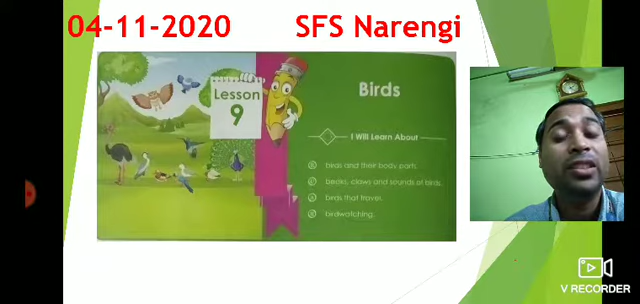 04-11-2020 SFS Narengi
Lesson
9
Birds
I Will Learn About
birds and their body parts.
beaks, claws and sounds of birds.
birds that travel.
birdwatching.
V RECORDER